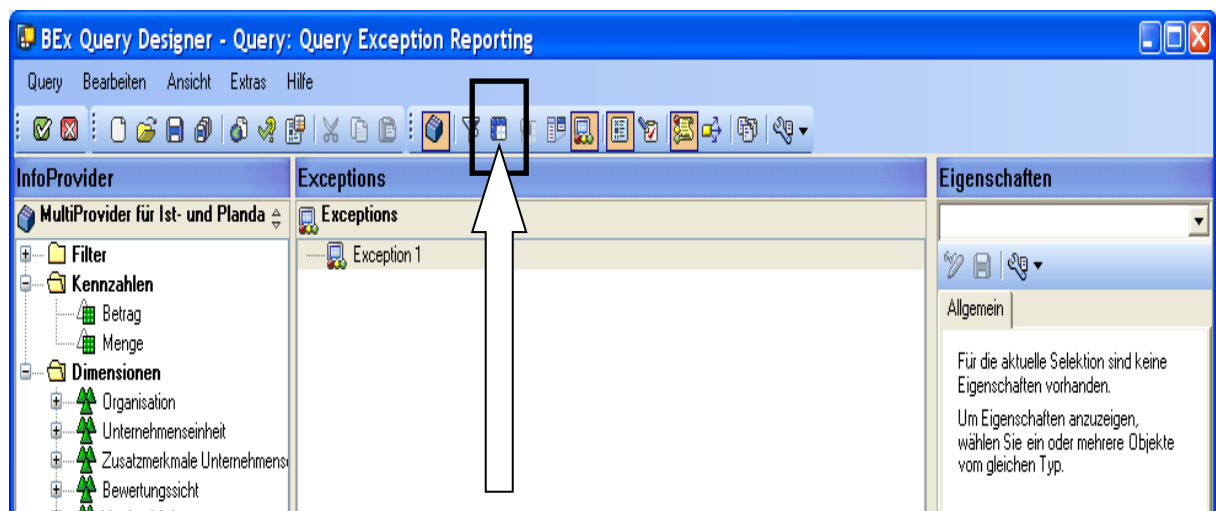 BEx Query Designer - Query: Query Exception Reporting
Query Bearbeiten Ansicht Extras Hilfe
InfoProvider
MultiProvider für Ist- und Planda
Filter
Kennzahlen
Betrag
Menge
Dimensionen
Organisation
Unternehmenseinheit
Zusatzmerkmale Unternehmens
Bewertungssicht
Exceptions
Exceptions
Exception 1
Eigenschaften
Allgemein
Für die aktuelle Selektion sind keine
Eigenschaften vorhanden.
Um Eigenschaften anzuzeigen,
wählen Sie ein oder mehrere Objekte
vom gleichen Typ.